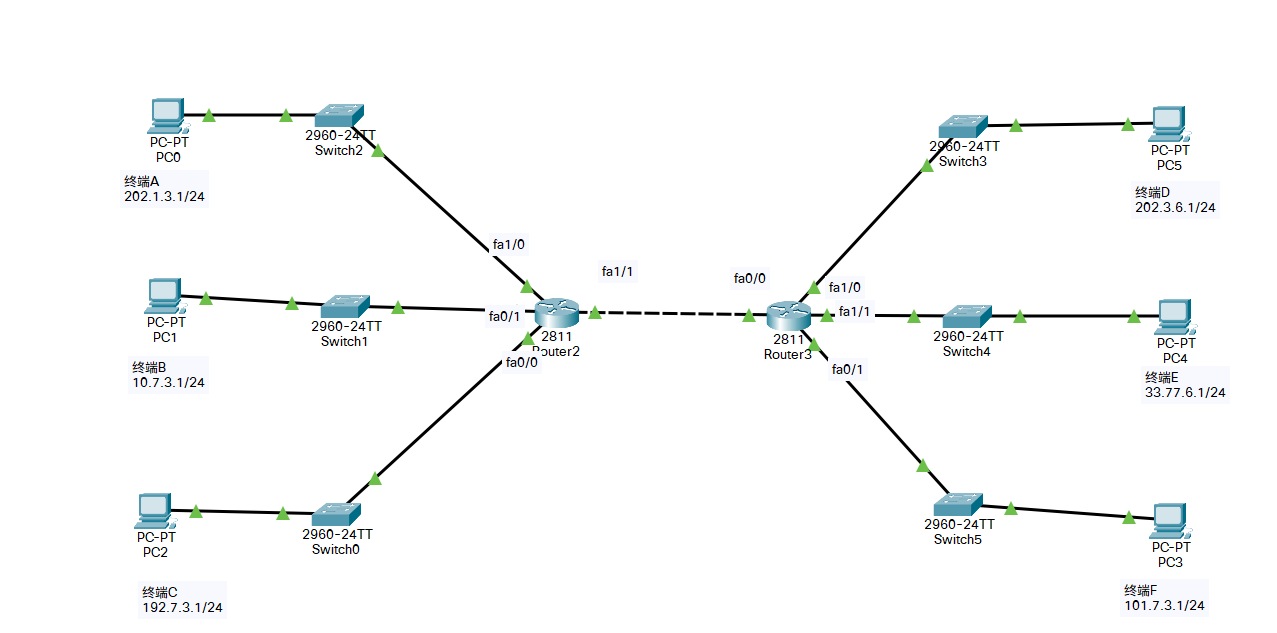 PC-PT
PC0
终端A
202.1.3.1/24
2960-24TT
Switch2
fa1/0
PC-PT
PC1
终端B
10.7.3.1/24
2960-24TT
Switch1
fa0/1
PC-PT
PC2
终端C
192.7.3.1/24
2960-24TT
Switch0
fa0/0
2811
Router2
fa1/1
fa0/0
2811
Router3
fa1/0
fa1/1
fa0/1
2960-24TT
Switch3
PC-PT
PC5
终端D
202.3.6.1/24
2960-24TT
Switch4
PC-PT
PC4
终端E
33.77.6.1/24
2960-24TT
Switch5
PC-PT
PC3
终端F
101.7.3.1/24